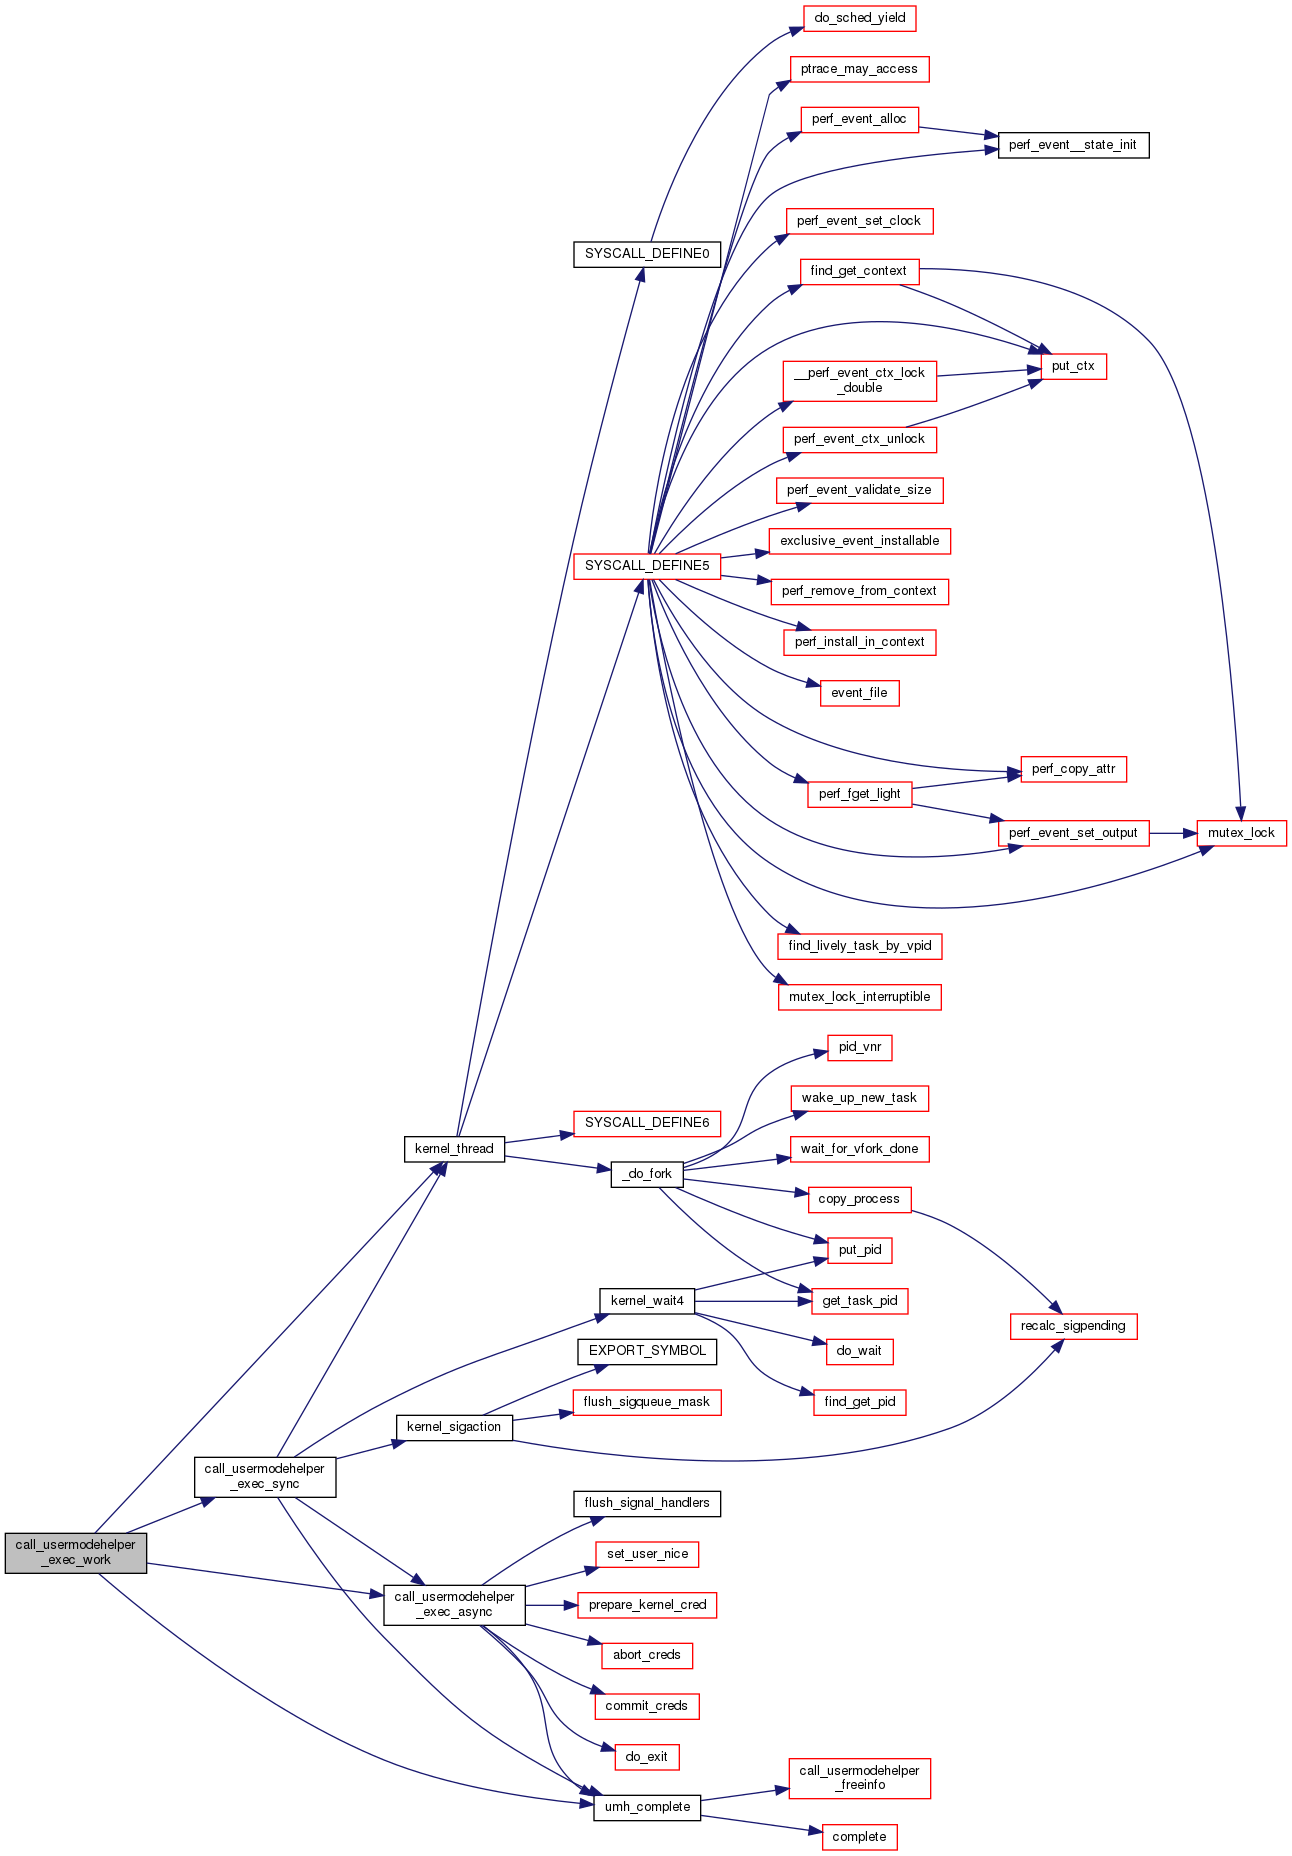 do_sched_yield
ptrace_may_access
perf_event_alloc
perf_event__state_init
perf_event_set_clock
SYSCALL_DEFINE0
find_get_context
put_ctx
__perf_event_ctx_lock
_double
perf_event_ctx_unlock
perf_event_validate_size
exclusive_event_installable
SYSCALL_DEFINE5
perf_remove_from_context
perf_install_in_context
event_file
perf_copy_attr
perf_fget_light
perf_event_set_output
mutex_lock
find_lively_task_by_vpid
mutex_lock_interruptible
pid_vnr
wake_up_new_task
SYSCALL_DEFINE6
kernel_thread
wait_for_vfork_done
_do_fork
copy_process
put_pid
kernel_wait4
get_task_pid
recalc_sigpending
EXPORT_SYMBOL
do_wait
flush_sigqueue_mask
find_get_pid
kernel_sigaction
call_usermodehelper
_exec_sync
flush_signal_handlers
call_usermodehelper
_exec_work
set_user_nice
call_usermodehelper
_exec_async
prepare_kernel_cred
abort_creds
commit_creds
do_exit
call_usermodehelper
_freeinfo
umh_complete
complete